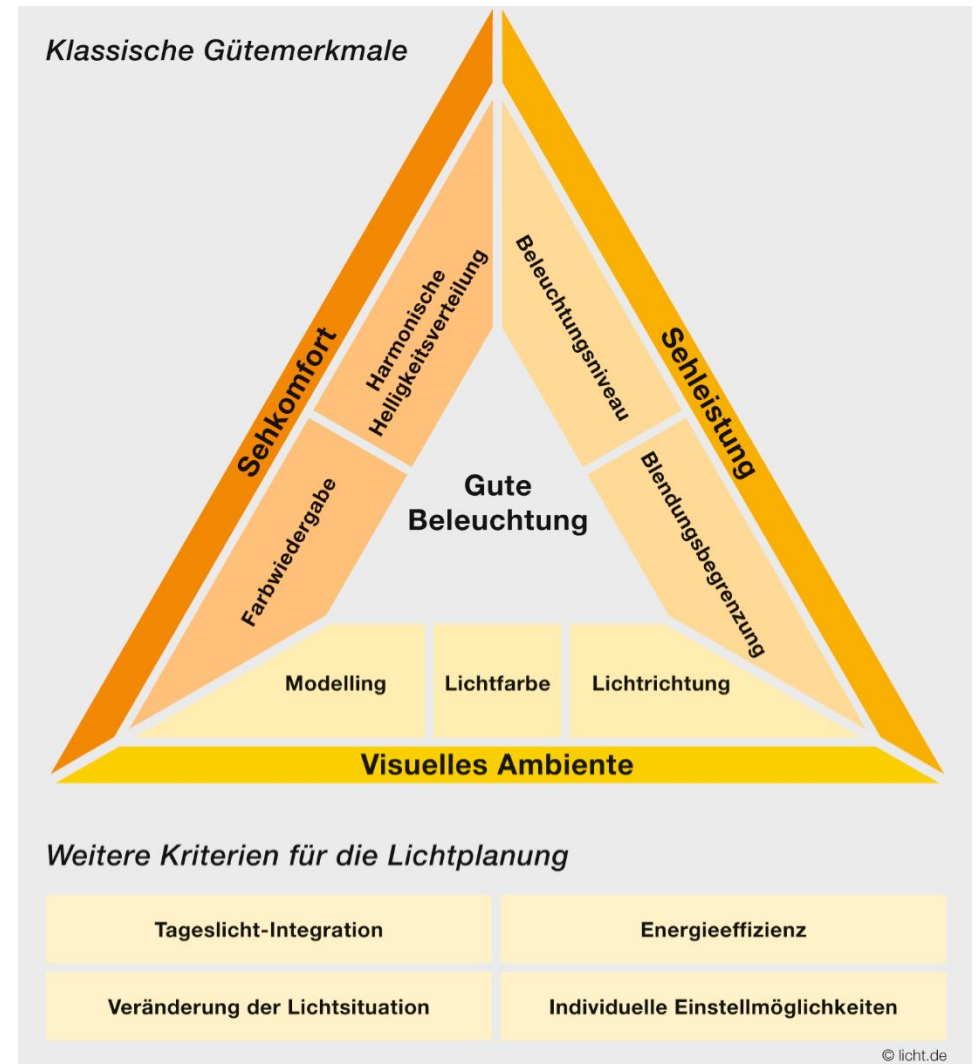 Klassische Gütemerkmale
Sehkomfort
Harmonische
Helligkeitsverteilung
Farbwiedergabe
Beleuchtungsniveau
Sehleistung
Blendungsbegrenzung
Gute
Beleuchtung
Modelling
Lichtfarbe
Lichtrichtung
Visuelles Ambiente
Weitere Kriterien für die Lichtplanung
Tageslicht-Integration
Energieeffizienz
Veränderung der Lichtsituation
Individuelle Einstellmöglichkeiten
© licht.de